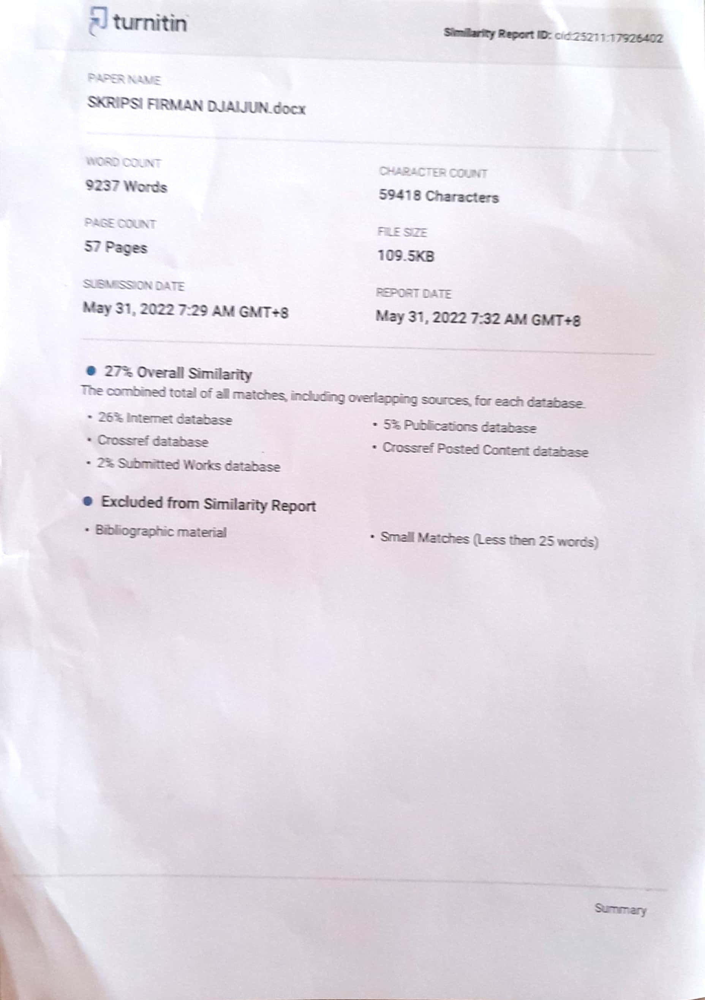 turnitin
Similarity Report ID: oid:25211:17926402
PAPER NAME
SKRIPSI FIRMAN DJAIJUN.docx
WORD COUNT
9237 Words
CHARACTER COUNT
59418 Characters
PAGE COUNT
57 Pages
FILE SIZE
109.5KB
SUBMISSION DATE
May 31, 2022 7:29 AM GMT+8
REPORT DATE
May 31, 2022 7:32 AM GMT+8
● 27% Overall Similarity
The combined total of all matches, including overlapping sources, for each database.
• 26% Internet database
• 5% Publications database
• Crossref database
• Crossref Posted Content database
• 2% Submitted Works database
● Excluded from Similarity Report
• Bibliographic material
• Small Matches (Less then 25 words)
Summary